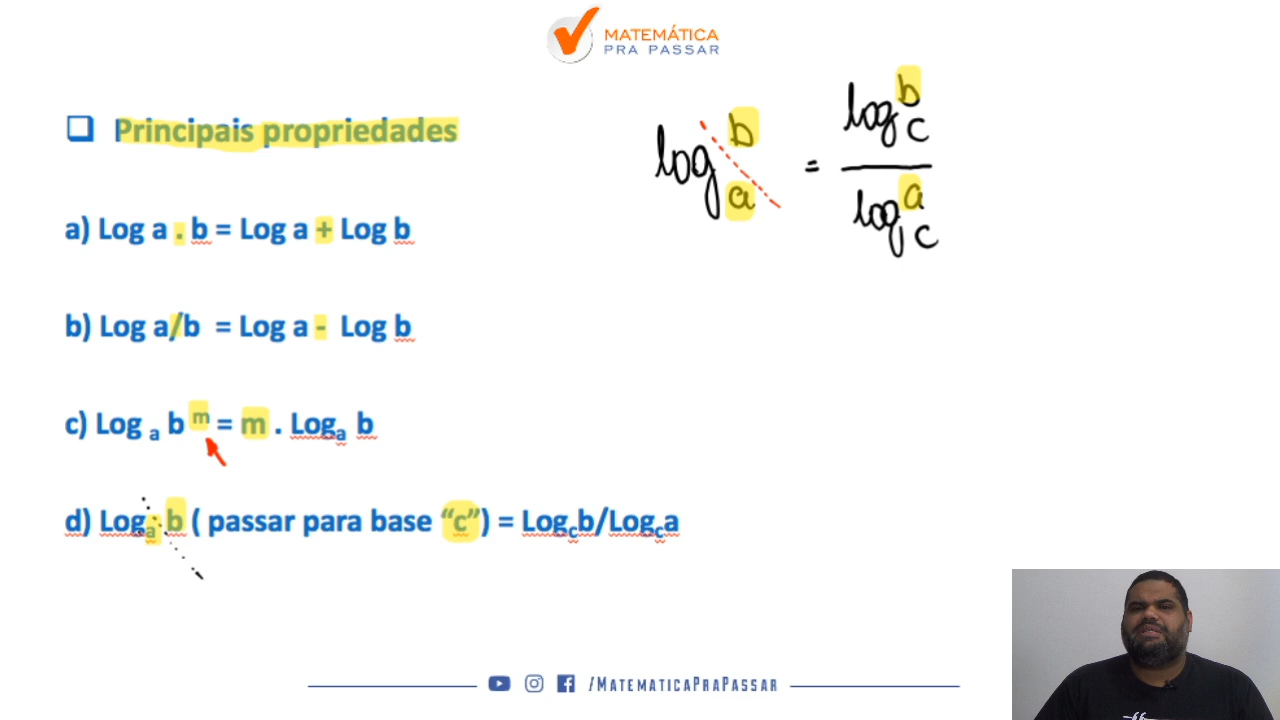 MATEMÁTICA
PRA PASSAR
Principais propriedades
a) Log a . b = Log a + Log b
b) Log a/b = Log a - Log b
c) Log a b m = m . Loga b
d) Loga b ( passar para base “c”) = Logcb/Logca
log b a = log b c
log a c
/MatematicaPraPassar